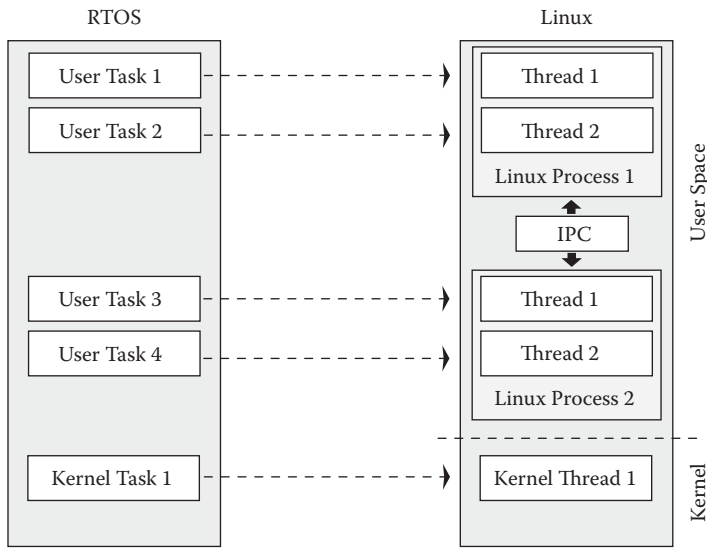 RTOS
Linux
User Task 1
Thread 1
User Task 2
Thread 2
Linux Process 1
User Space
IPC
User Task 3
Thread 1
User Task 4
Thread 2
Linux Process 2
Kernel Task 1
Kernel Thread 1
Kernel